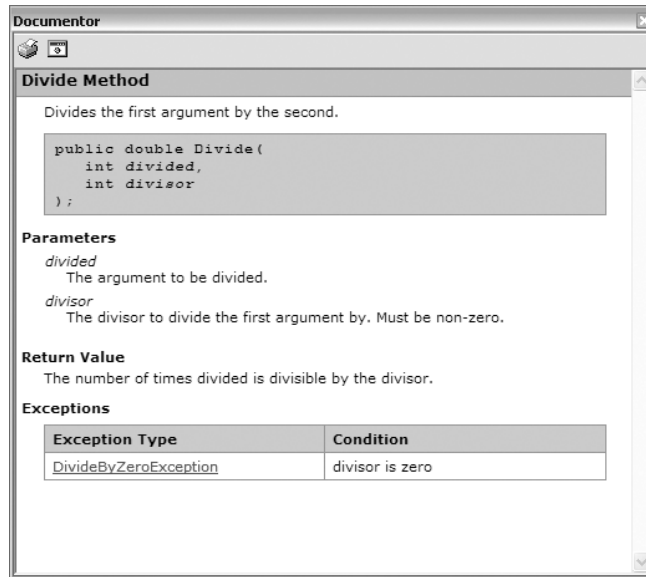 Documentor
Divide Method
Divides the first argument by the second.
public double Divide(
int divided,
int divisor
);
Parameters
divided
The argument to be divided.
divisor
The divisor to divide the first argument by. Must be non-zero.
Return Value
The number of times divided is divisible by the divisor.
Exceptions
Exception Type Condition
DivideByZeroException divisor is zero